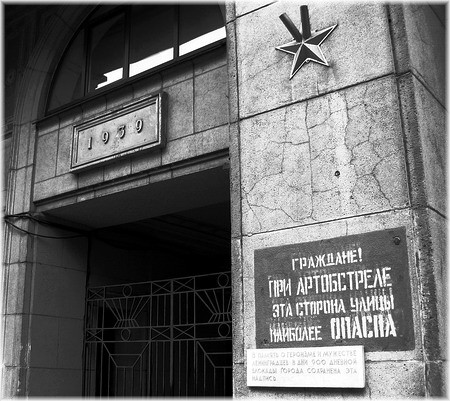 1939
ГРАЖДАНЕ!
ПРИ АРТОБСТРЕЛЕ
ЭТА СТОРОНА УЛИЦЫ
НАИБОЛЕЕ ОПАСНА
В ПАМЯТЬ О ГЕРОИЗМЕ И МУЖЕСТВЕ
ЛЕНИНГРАДЦЕВ В ДНИ 900 ДНЕВНОЙ
БЛОКАДЫ ГОРОДА СОХРАНЕНА ЭТА
НАДПИСЬ